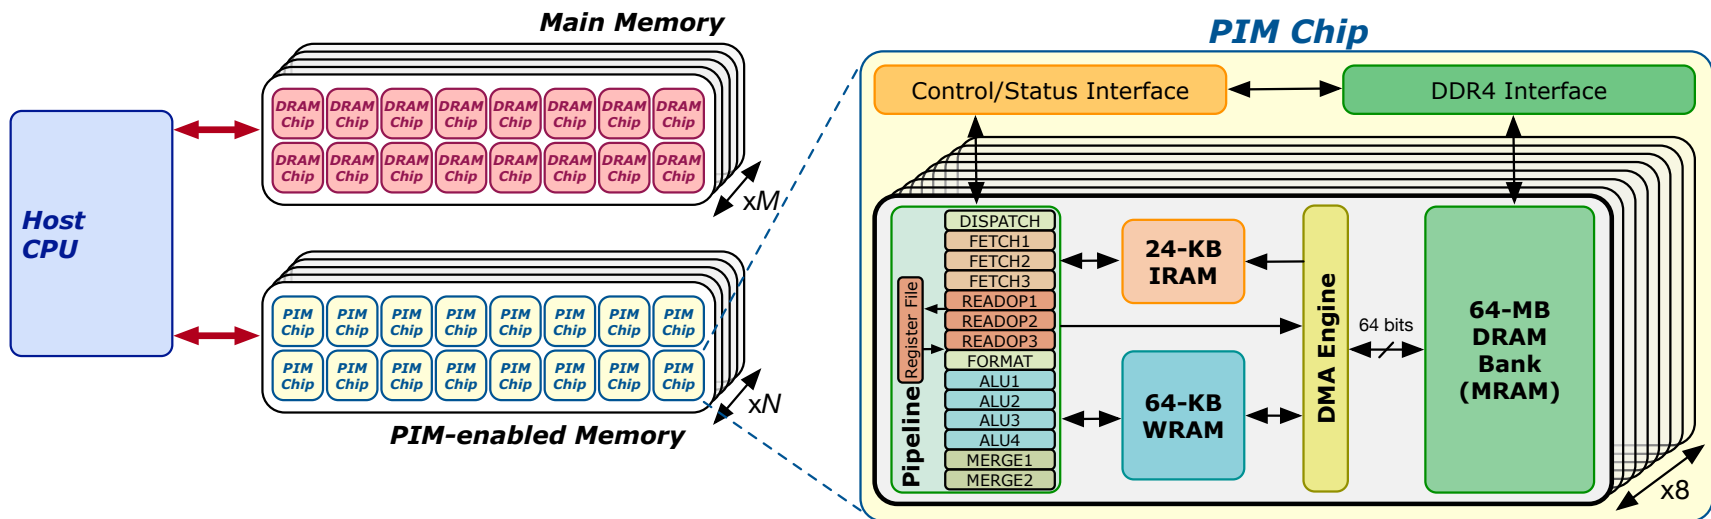 Main Memory
DRAM DRAM DRAM DRAM DRAM DRAM DRAM DRAM
Chip Chip Chip Chip Chip Chip Chip Chip
DRAM DRAM DRAM DRAM DRAM DRAM DRAM DRAM
Chip Chip Chip Chip Chip Chip Chip Chip
xM
Host
CPU
PIM PIM PIM PIM PIM PIM PIM PIM
Chip Chip Chip Chip Chip Chip Chip Chip
PIM PIM PIM PIM PIM PIM PIM PIM
Chip Chip Chip Chip Chip Chip Chip Chip
xN
PIM-enabled Memory
PIM Chip
Control/Status Interface
DDR4 Interface
Pipeline
Register File
DISPATCH
FETCH1
FETCH2
FETCH3
READOP1
READOP2
READOP3
FORMAT
ALU1
ALU2
ALU3
ALU4
MERGE1
MERGE2
24-KB
IRAM
64-KB
WRAM
DMA Engine
64 bits
64-MB
DRAM
Bank
(MRAM)
x8